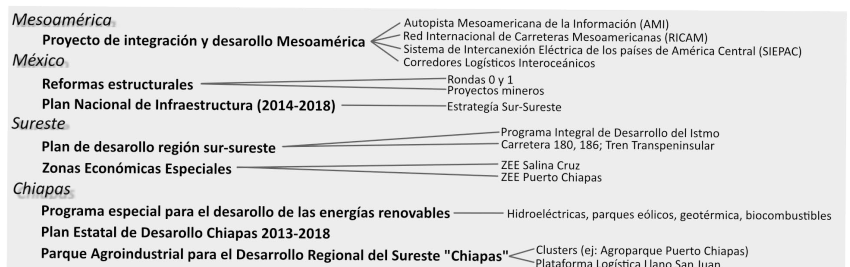 Mesoamérica
Proyecto de integración y desarollo Mesoamérica
Autopista Mesoamericana de la Información (AMI)
Red Internacional de Carreteras Mesoamericanas (RICAM)
Sistema de Intercanexión Eléctrica de los países de América Central (SIEPAC)
Corredores Logísticos Interoceánicos
México
Reformas estructurales
Rondas 0 y 1
Proyectos mineros
Plan Nacional de Infraestructura (2014-2018)
Estrategía Sur-Sureste
Sureste
Plan de desarollo región sur-sureste
Programa Integral de Desarrollo del Istmo
Carretera 180, 186; Tren Transpeninsular
Zonas Económicas Especiales
ZEE Salina Cruz
ZEE Puerto Chiapas
Chiapas
Programa especial para el desarollo de las energías renovables
Hidroeléctricas, parques eólicos, geotérmica, biocombustibles
Plan Estatal de Desarollo Chiapas 2013-2018
Parque Agroindustrial para el Desarrollo Regional del Sureste "Chiapas"
Clusters (ej: Agroparque Puerto Chiapas)
Plataforma Logística Llano San Juan